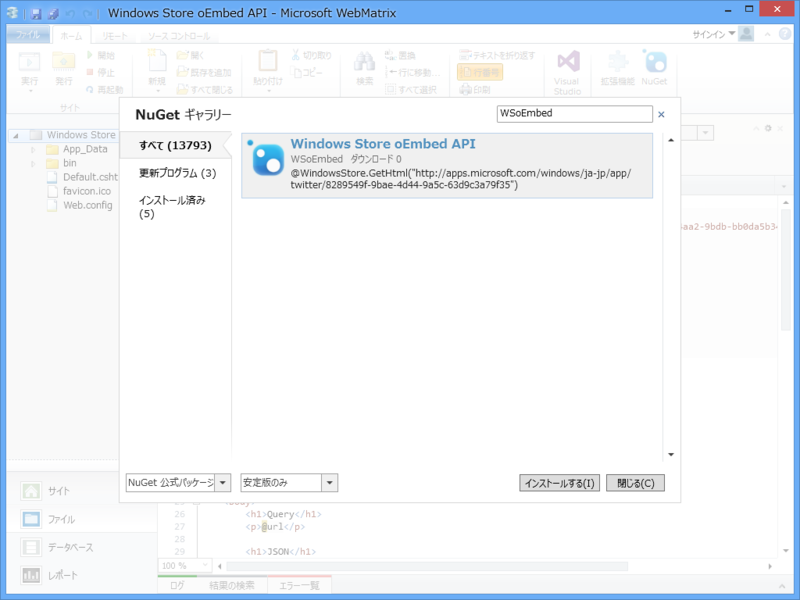 Windows Store oEmbed API - Microsoft WebMatrix
ファイル ホーム リモート ソース コントロール サインイン
開始
停止
再起動
実行 発行
サイト
新規
開く
既存を追加
すべて閉じる
貼り付け
切り取り
コピー
検索
置換
行に移動...
すべて選択
テキストを折り返す
行番号
印刷
Visual
Studio
拡張機能 NuGet
NuGet ギャラリー
WSoEmbed
すべて (13793)
更新プログラム (3)
インストール済み
(5)
Windows Store oEmbed API
WSoEmbed ダウンロード 0
@WindowsStore.GetHtml("http://apps.microsoft.com/windows/ja-jp/app/
twitter/8289549f-9bae-4d44-9a5c-63d9c3a79f35")
Windows Store
App_Data
bin
Default.csht
favicon.ico
Web.config
aa2-9bdb-bb0da5b3
NuGet 公式パッケージ
安定版のみ
インストールする(I)
閉じる(C)
サイト
ファイル
データベース
レポート
26 <h1>Query</h1>
27 <p>@url</p>
28
29 <h1>JSON</h1>
100 %
ログ 結果の検索 エラー一覧